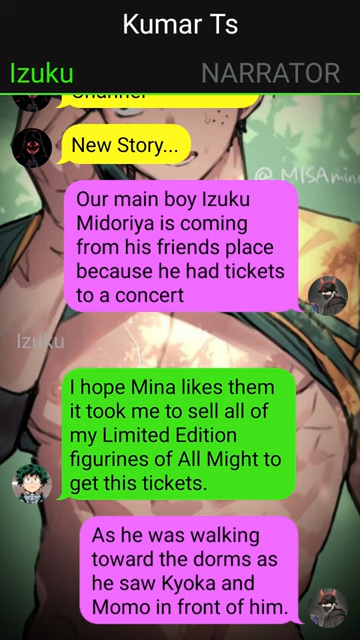 Kumar Ts
Izuku
NARRATOR
Channel
New Story...
@_MISAmine
Our main boy Izuku
Midoriya is coming
from his friends place
because he had tickets
to a concert
Izuku
I hope Mina likes them
it took me to sell all of
my Limited Edition
figurines of All Might to
get this tickets.
As he was walking
toward the dorms as
he saw Kyoka and
Momo in front of him.